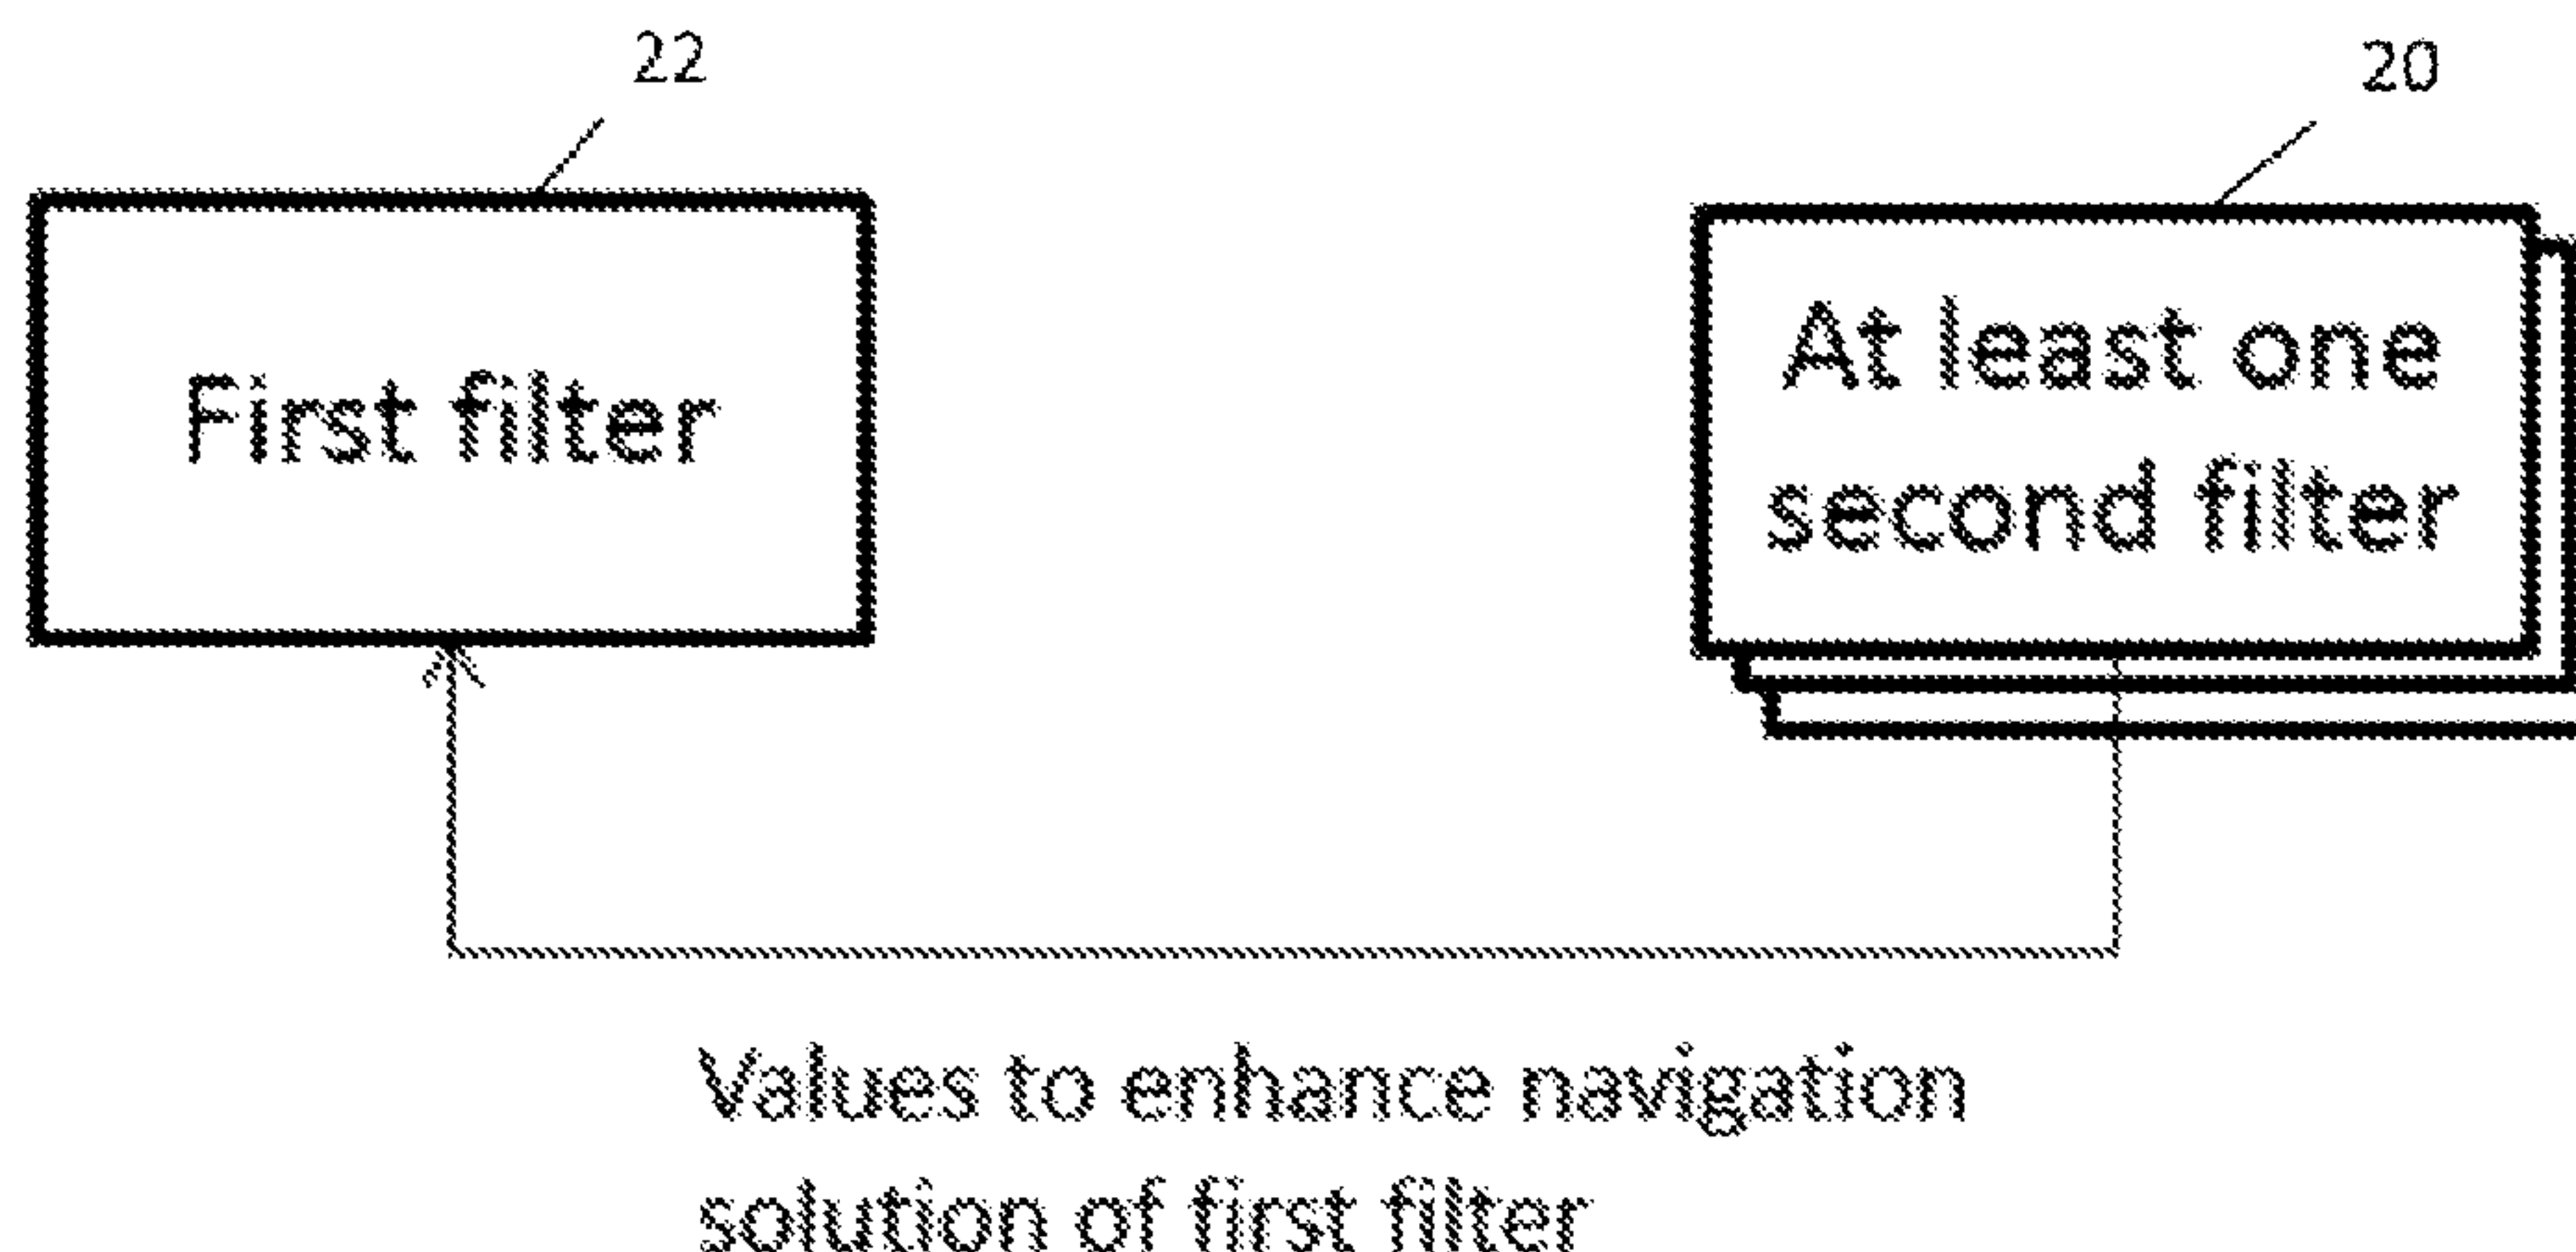 22
20
First filter
At least one
second filter
Values to enhance navigation
solution of first filter